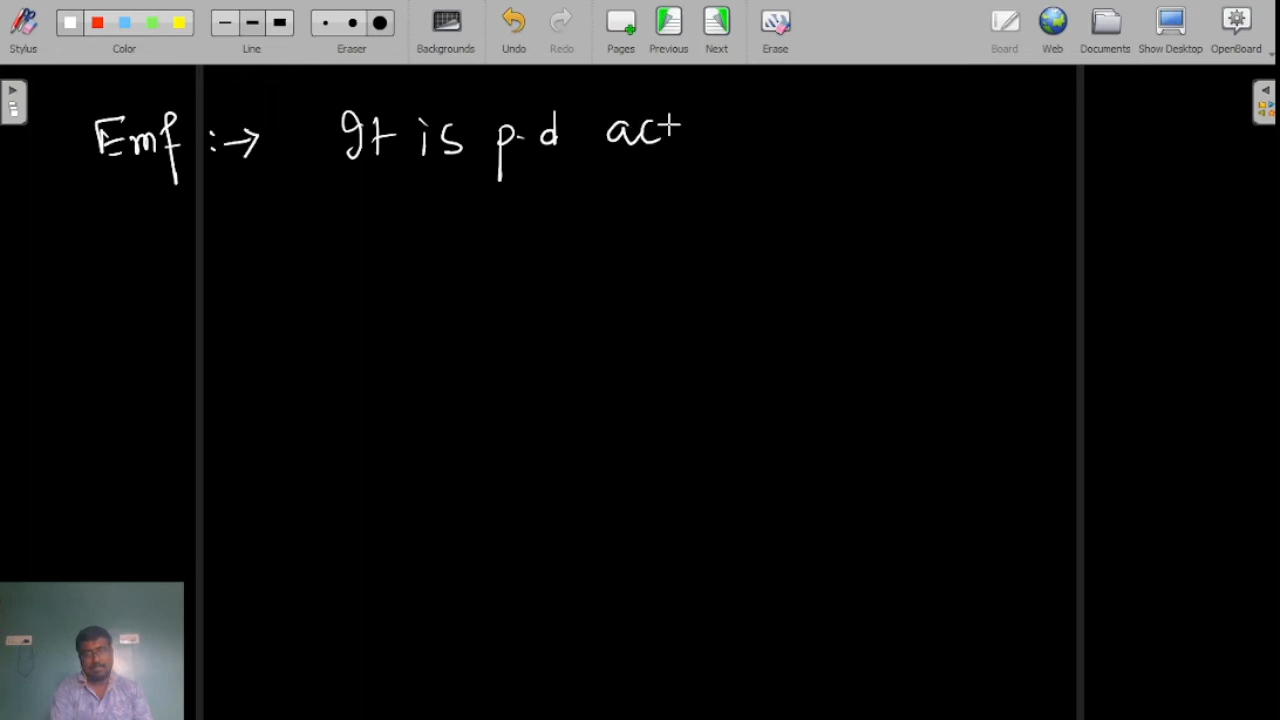 Stylus Color Line Eraser Backgrounds Undo Redo Pages Previous Next Erase Board Web Documents Show Desktop OpenBoard
Emf :→ It is p.d act